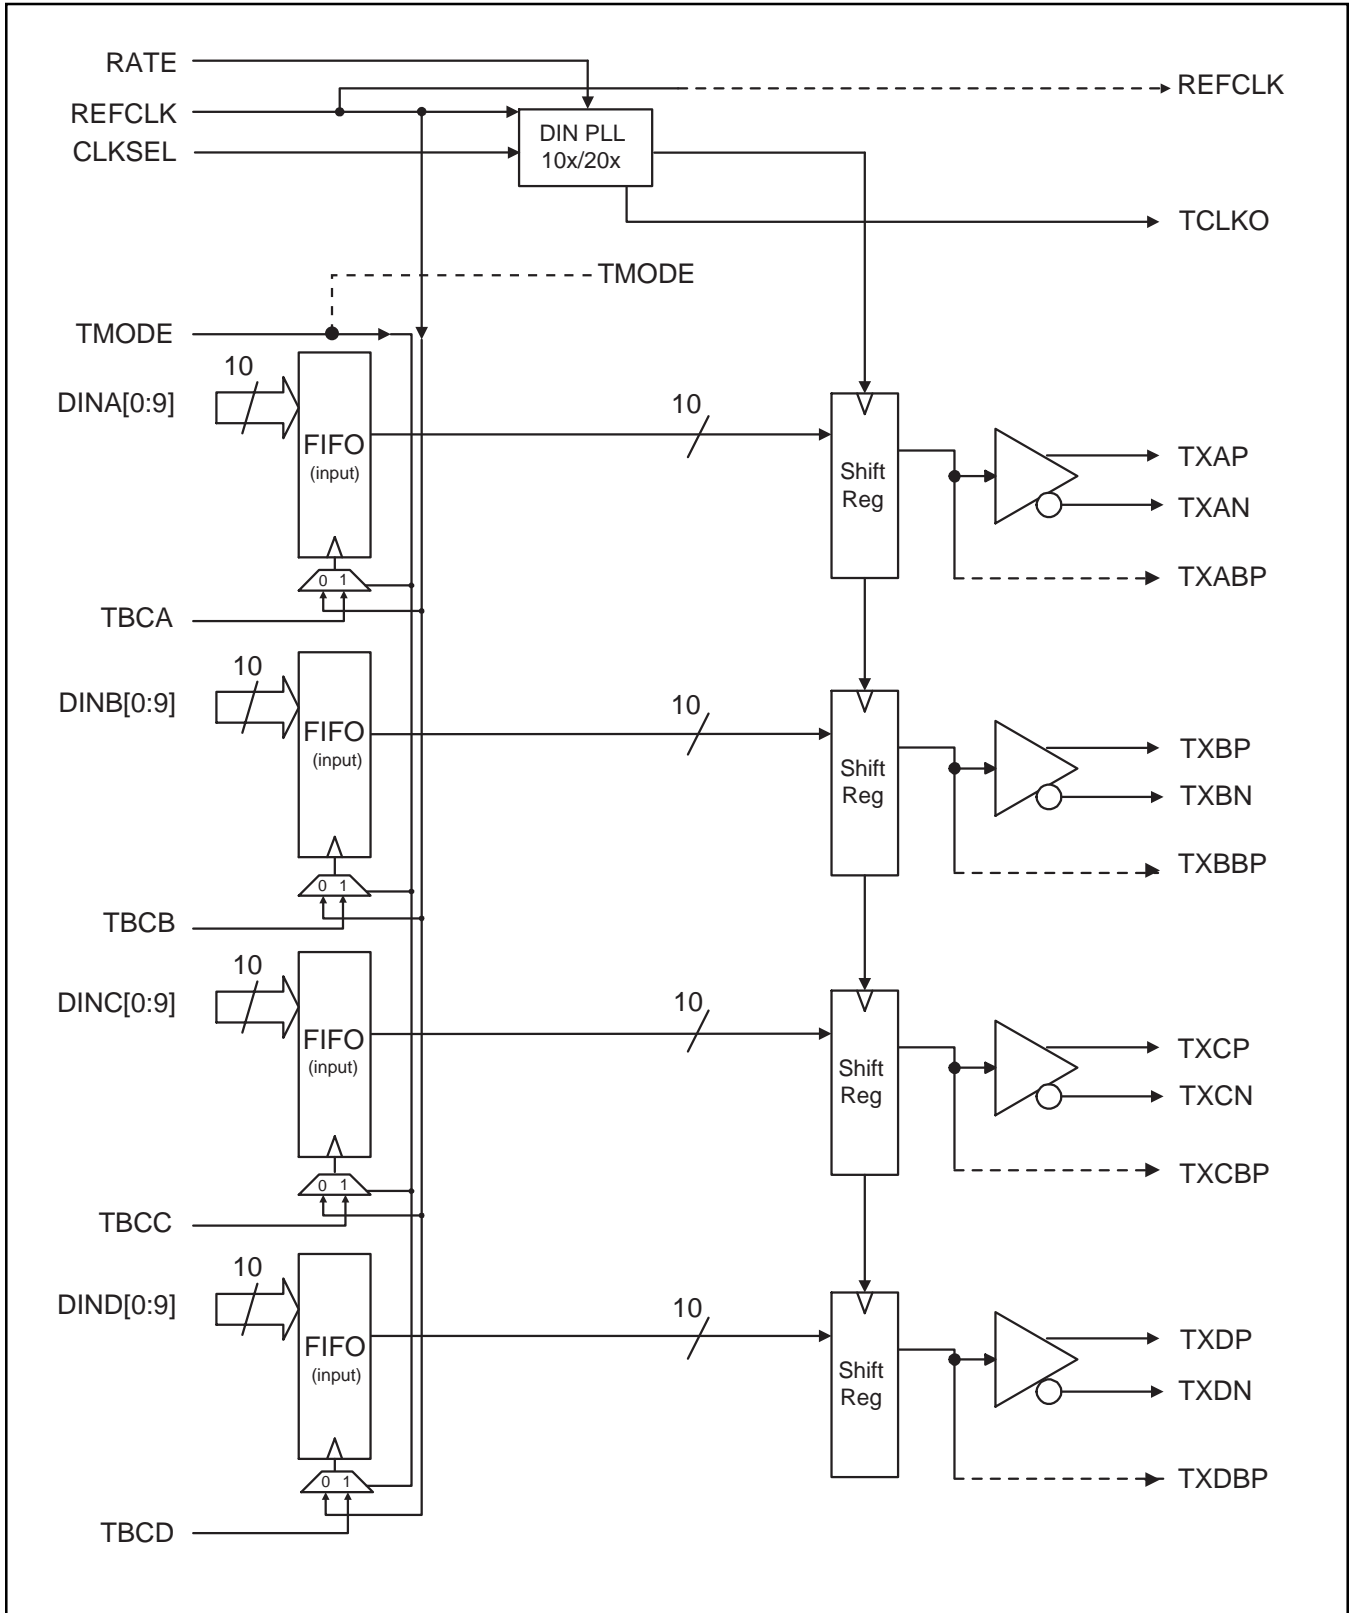 RATE
REFCLK
REFCLK
CLKSEL
DIN PLL
10x/20x
TCLKO
TMODE
TMODE
10
DINA[0:9]
FIFO
(input)
10
Shift
Reg
TXAP
TXAN
TXABP
0 1
TBCA
10
DINB[0:9]
FIFO
(input)
10
Shift
Reg
TXBP
TXBN
TXBBP
0 1
TBCB
10
DINC[0:9]
FIFO
(input)
10
Shift
Reg
TXCP
TXCN
TXCBP
0 1
TBCC
10
DIND[0:9]
FIFO
(input)
10
Shift
Reg
TXDP
TXDN
TXDBP
0 1
TBCD